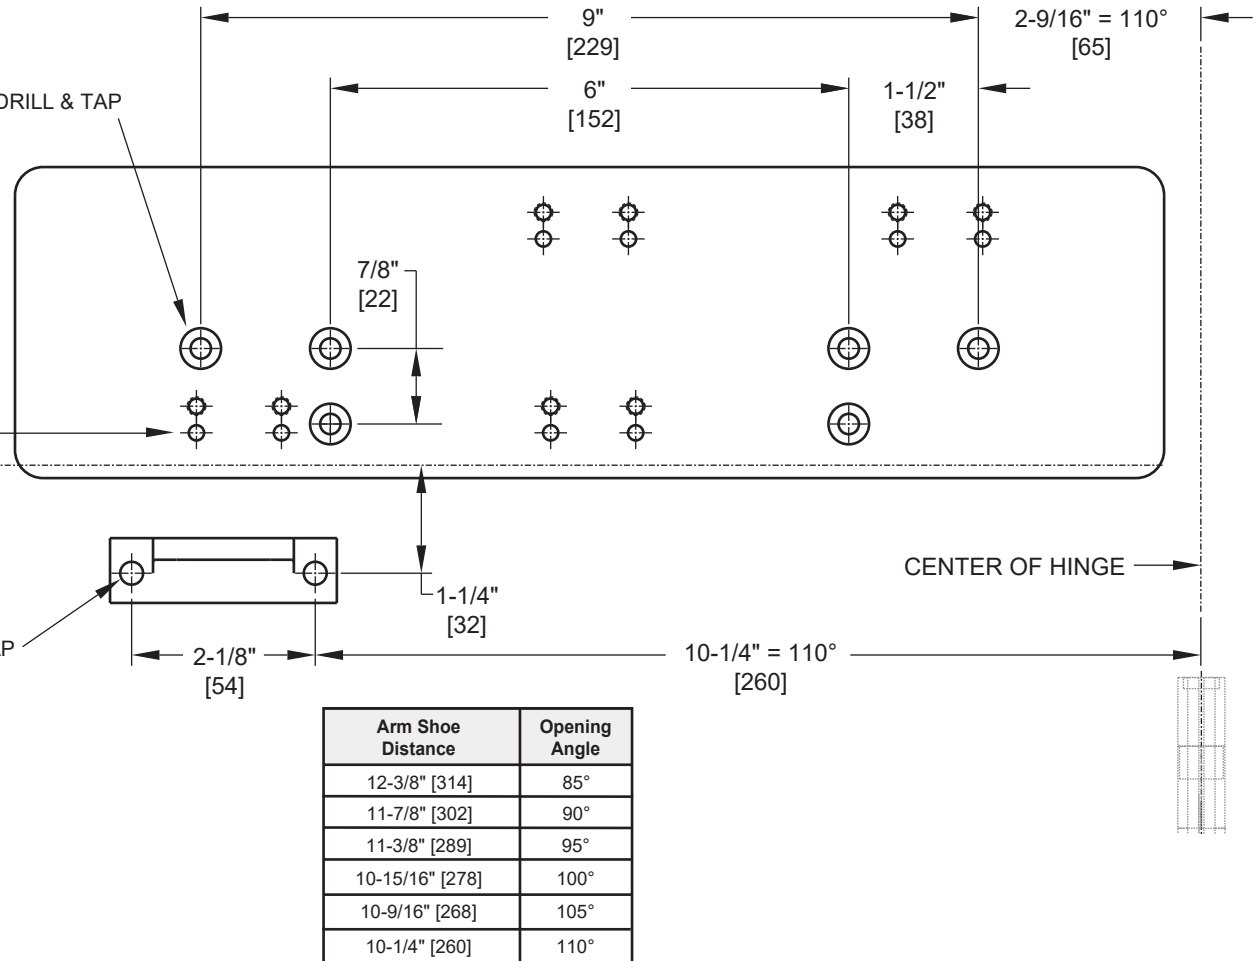 9"
[229]
2-9/16" = 110°
[65]
6"
[152]
1-1/2"
[38]
DRILL & TAP
7/8"
[22]
CENTER OF HINGE
1-1/4"
[32]
2-1/8"
[54]
10-1/4" = 110°
[260]
Arm Shoe
Distance
Opening
Angle
12-3/8" [314] 85°
11-7/8" [302] 90°
11-3/8" [289] 95°
10-15/16" [278] 100°
10-9/16" [268] 105°
10-1/4" [260] 110°